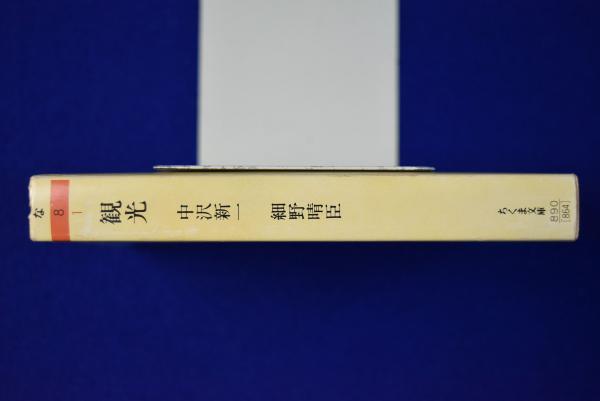 な 8 1
観光
中沢新一
細野晴臣
ちくま文庫
890
[864]